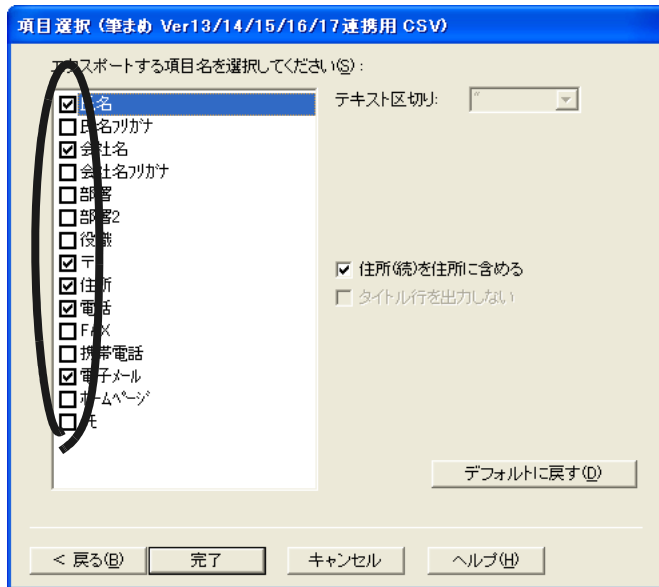 項目選択 (筆まめ Ver13/14/15/16/17連携用 CSV)
エクスポートする項目名を選択してください(S) :
氏名
氏名フリガナ
会社名
会社名フリガナ
部署
部署2
役職
〒
住所
電話
FAX
携帯電話
電子メール
ホームページ
メモ
テキスト区切り: "
住所(続)を住所に含める
タイトル行を出力しない
デフォルトに戻す(D)
< 戻る(B) 完了 キャンセル ヘルプ(H)